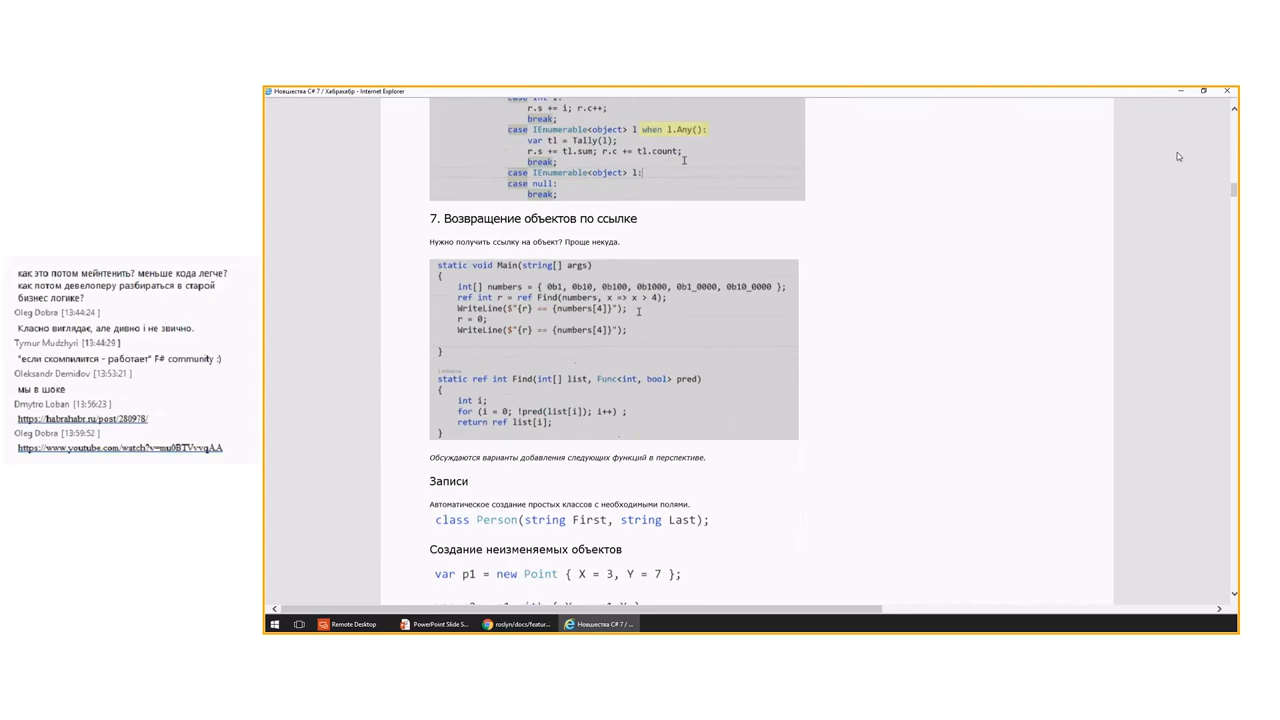 как это потом мейнтенить? меньше кода легче?
как потом девелоперу разбираться в старой
бизнес логике?
Oleg Dobra [13:44:24]
Класно виглядає, але дивно і не звично.
Tymur Mudzhyri [13:44:29]
"если скомпилится - работает" F# community :)
Oleksandr Demidov [13:53:21]
мы в шоке
Dmytro Loban [13:56:23]
https://habrahabr.ru/post/280978/
Oleg Dobra [13:59:52]
https://www.youtube.com/watch?v=mu0BTVvvqAA
Новшества C# 7 / Хабрахабр - Internet Explorer
case int i:
r.s += i; r.c++;
break;
case IEnumerable<object> l when l.Any():
var tl = Tally(l);
r.s += tl.sum; r.c += tl.count;
break;
case IEnumerable<object> l:
case null:
break;
7. Возвращение объектов по ссылке
Нужно получить ссылку на объект? Проще некуда.
static void Main(string[] args)
{
int[] numbers = { 0b1, 0b10, 0b100, 0b1000, 0b1_0000, 0b10_0000 };
ref int r = ref Find(numbers, x => x > 4);
WriteLine($"{r} == {numbers[4]}");
r = 0;
WriteLine($"{r} == {numbers[4]}");
}
static ref int Find(int[] list, Func<int, bool> pred)
{
int i;
for (i = 0; !pred(list[i]); i++) ;
return ref list[i];
}
Обсуждаются варианты добавления следующих функций в перспективе.
Записи
Автоматическое создание простых классов с необходимыми полями.
class Person(string First, string Last);
Создание неизменяемых объектов
var p1 = new Point { X = 3, Y = 7 };
Remote Desktop
PowerPoint Slide S...
roslyn/docs/featur...
Новшества C# 7 / ...